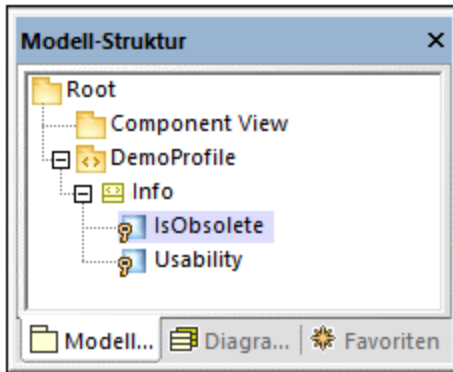 Modell-Struktur
Root
Component View
DemoProfile
Info
IsObsolete
Usability
Modell... Diagra... Favoriten